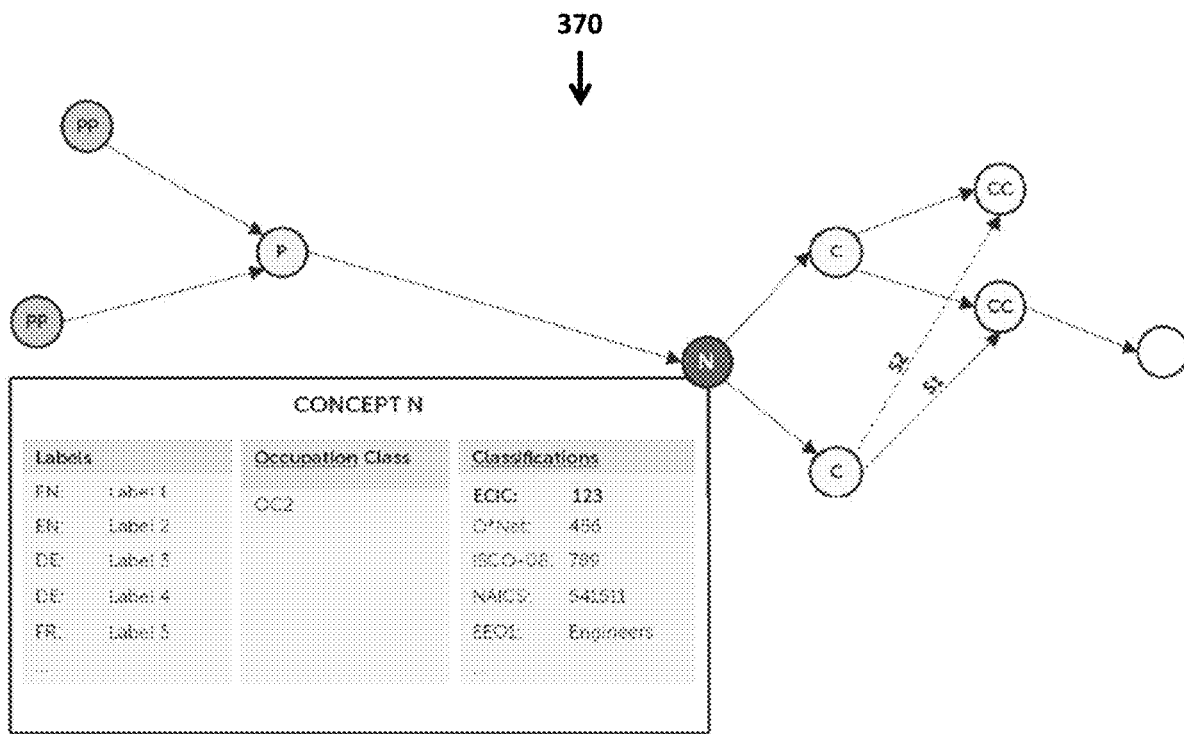 370
PP
CC
P
C
PP
CC
N
S2
S1
C
CONCEPT N
Labels Occupation Class Classifications
EN: Label 1 OC2 ECIC: 123
EN: Label 2 O*Net: 456
DE: Label 3 ISCO-08: 789
DE: Label 4 NAICS: 541511
FR: Label 5 EEO1: Engineers
...